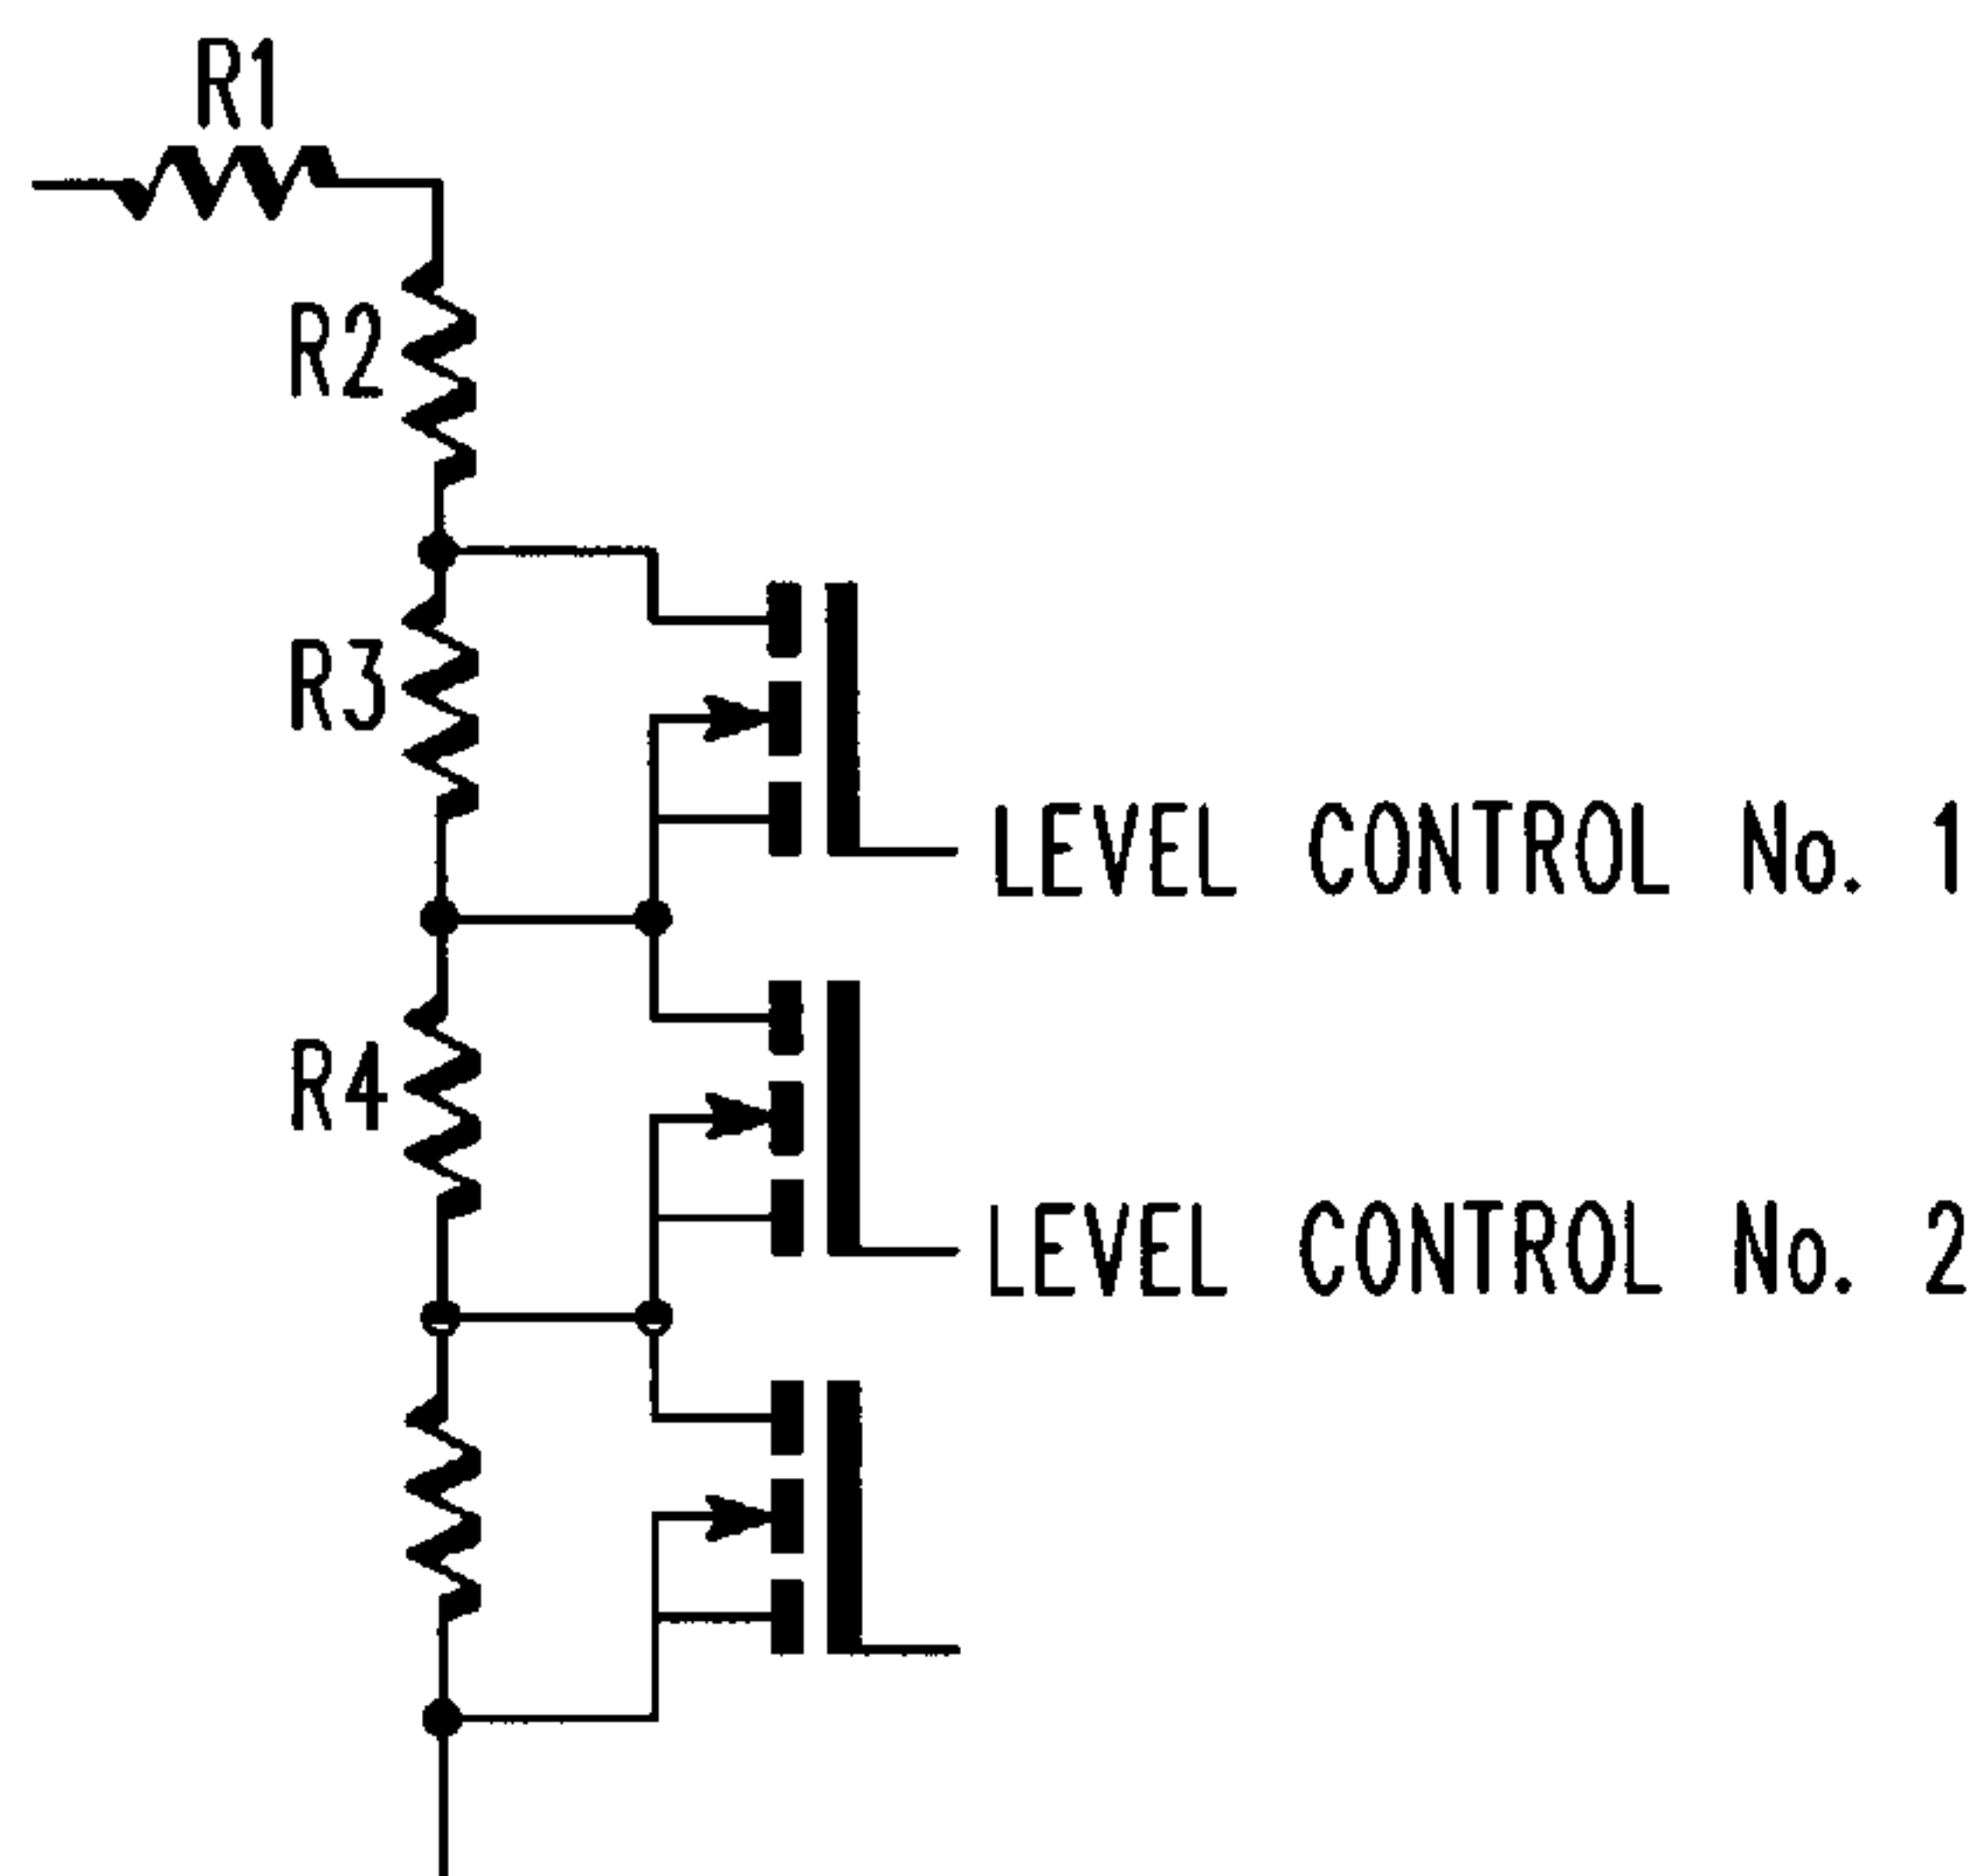 R1
R2
R3
LEVEL CONTROL No. 1
R4
LEVEL CONTROL No. 2